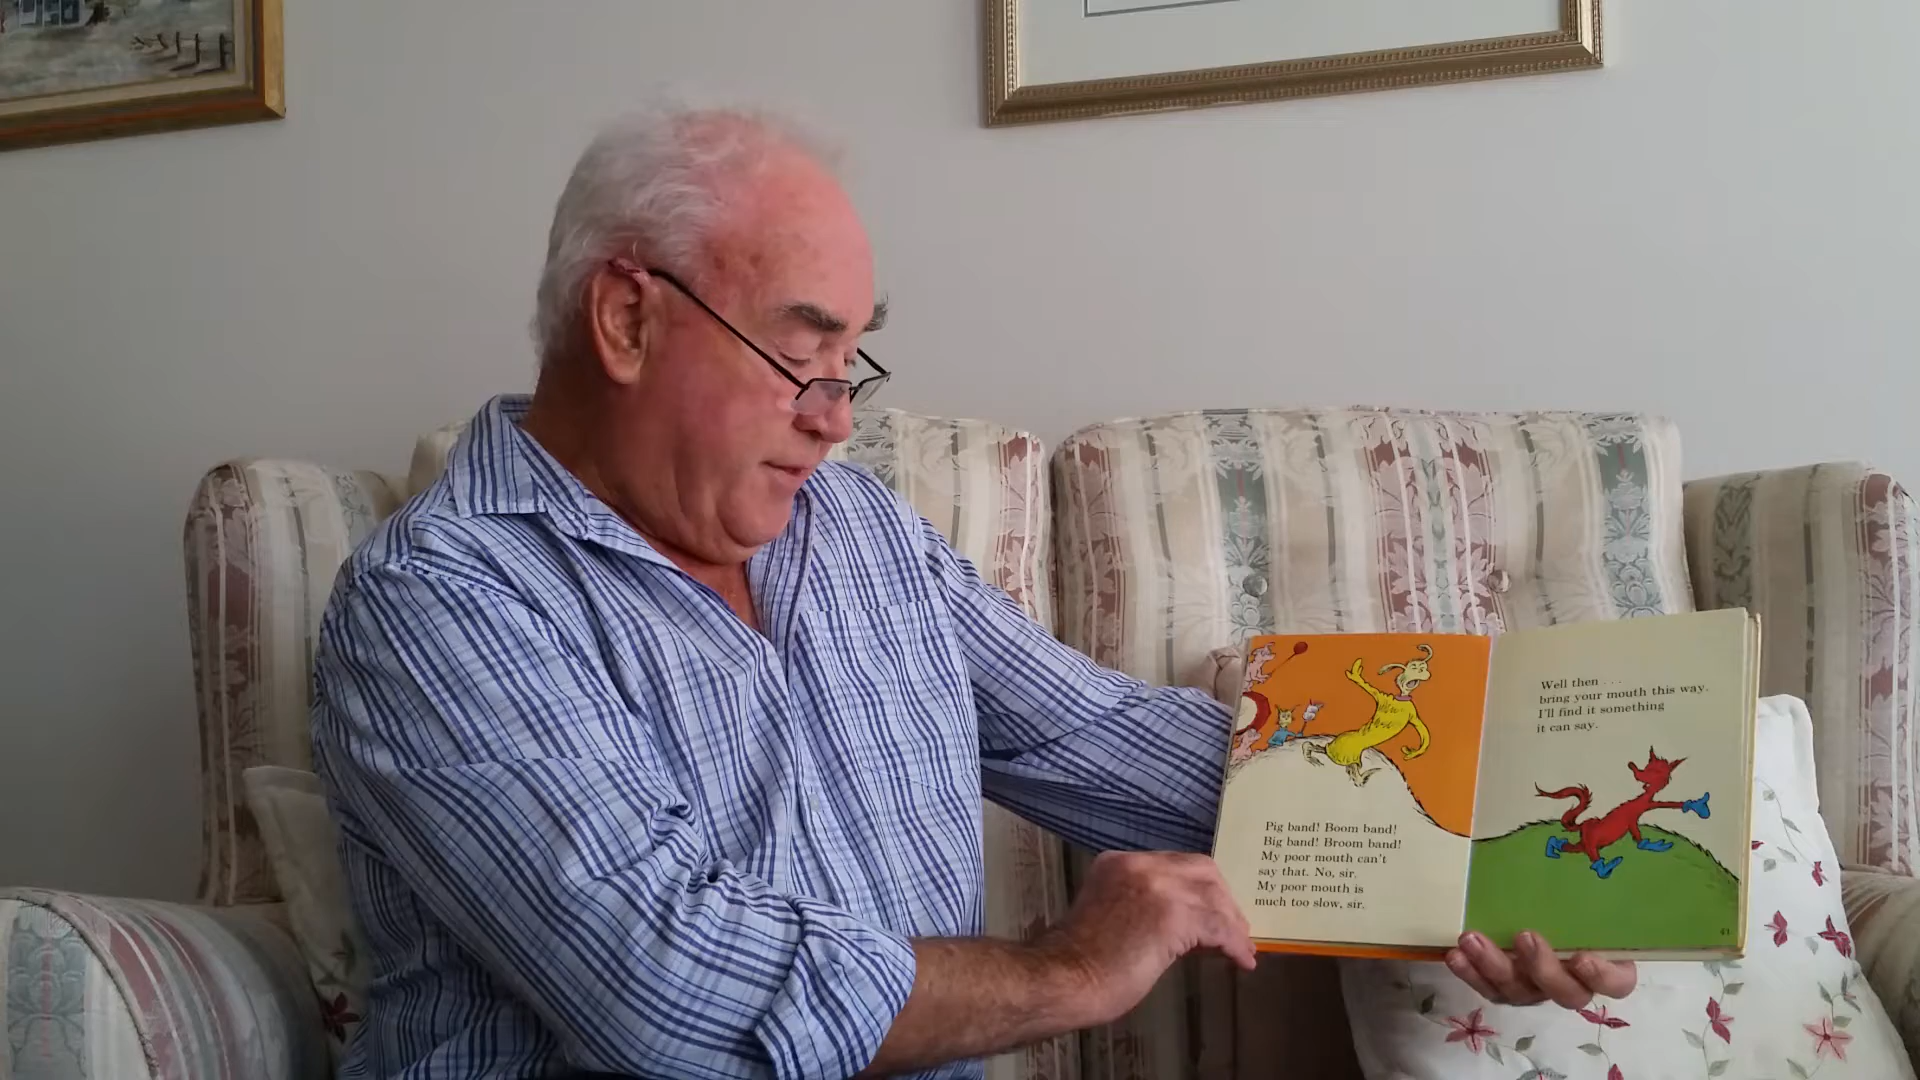 Pig band! Boom band!
Big band! Broom band!
My poor mouth can't
say that. No, sir.
My poor mouth is
much too slow, sir.
Well then . . .
bring your mouth this way.
I'll find it something
it can say.
41